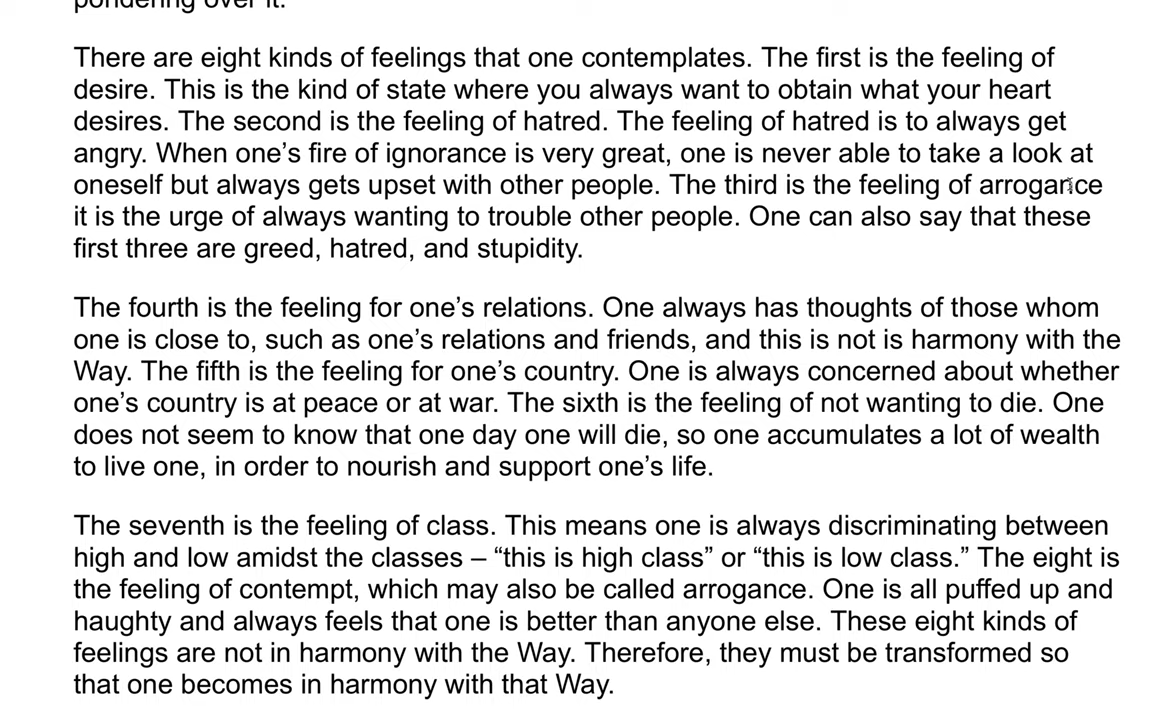 pondering over it.
There are eight kinds of feelings that one contemplates. The first is the feeling of
desire. This is the kind of state where you always want to obtain what your heart
desires. The second is the feeling of hatred. The feeling of hatred is to always get
angry. When one’s fire of ignorance is very great, one is never able to take a look at
oneself but always gets upset with other people. The third is the feeling of arrogance
it is the urge of always wanting to trouble other people. One can also say that these
first three are greed, hatred, and stupidity.
The fourth is the feeling for one’s relations. One always has thoughts of those whom
one is close to, such as one’s relations and friends, and this is not is harmony with the
Way. The fifth is the feeling for one’s country. One is always concerned about whether
one’s country is at peace or at war. The sixth is the feeling of not wanting to die. One
does not seem to know that one day one will die, so one accumulates a lot of wealth
to live one, in order to nourish and support one’s life.
The seventh is the feeling of class. This means one is always discriminating between
high and low amidst the classes – “this is high class” or “this is low class.” The eight is
the feeling of contempt, which may also be called arrogance. One is all puffed up and
haughty and always feels that one is better than anyone else. These eight kinds of
feelings are not in harmony with the Way. Therefore, they must be transformed so
that one becomes in harmony with that Way.